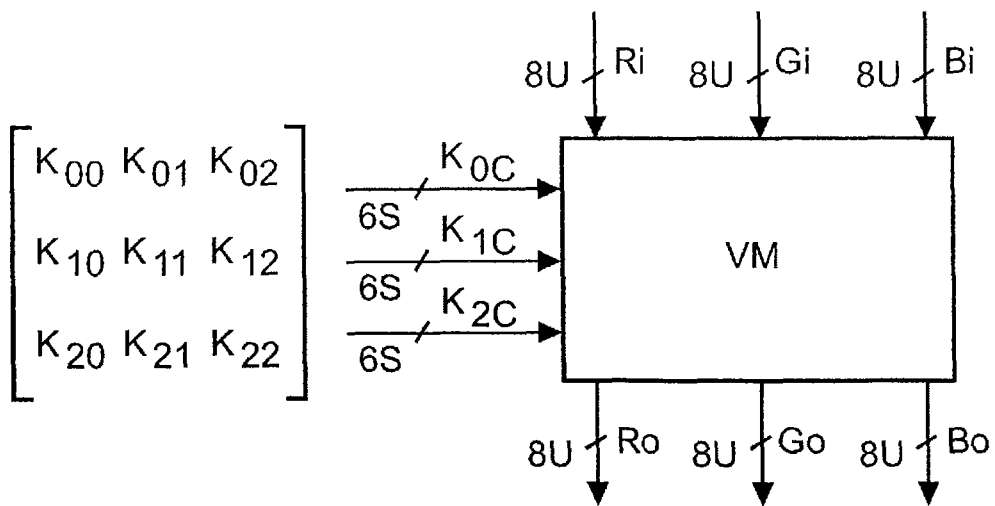 8U Ri 8U Gi 8U Bi
K00 K01 K02
K10 K11 K12
K20 K21 K22
K0C
6S
K1C
6S
K2C
6S
VM
8U Ro 8U Go 8U Bo